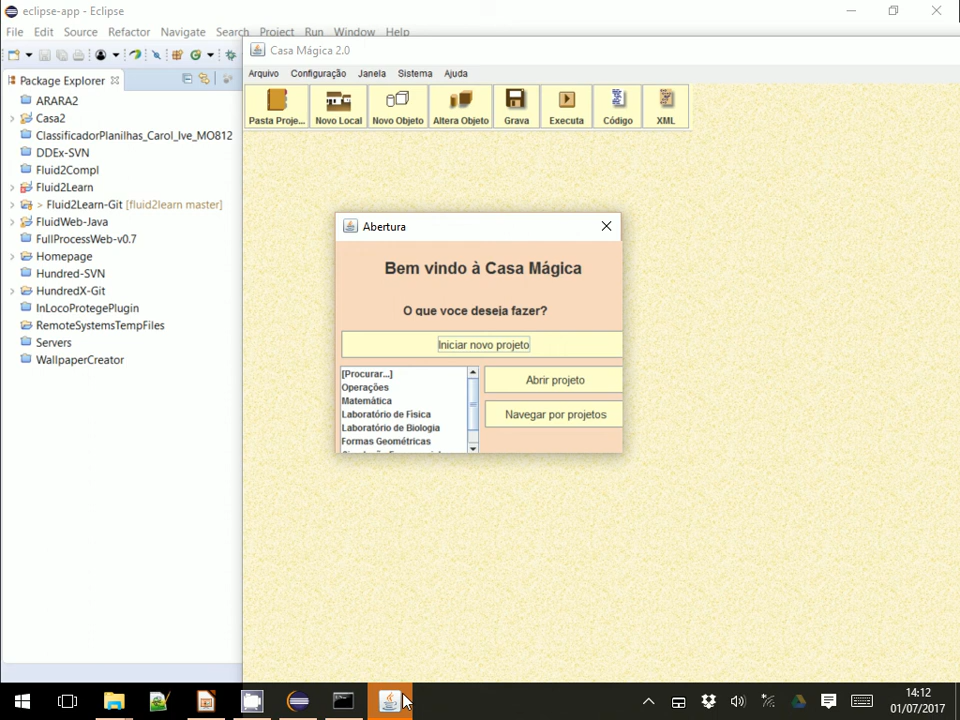 eclipse-app - Eclipse
File Edit Source Refactor Navigate Search Project Run Window Help
Casa Mágica 2.0
Arquivo Configuração Janela Sistema Ajuda
Package Explorer
Pasta Proje... Novo Local Novo Objeto Altera Objeto Grava Executa Código XML
ARARA2
Casa2
ClassificadorPlanilhas_Carol_Ive_MO812
DDEx-SVN
Fluid2Compl
Fluid2Learn
> Fluid2Learn-Git [fluid2learn master]
FluidWeb-Java
FullProcessWeb-v0.7
Homepage
Hundred-SVN
HundredX-Git
InLocoProtegePlugin
RemoteSystemsTempFiles
Servers
WallpaperCreator
Abertura
Bem vindo à Casa Mágica
O que voce deseja fazer?
Iniciar novo projeto
[Procurar...]
Operações
Matemática
Laboratório de Física
Laboratório de Biologia
Formas Geométricas
Abrir projeto
Navegar por projetos
14:12
01/07/2017